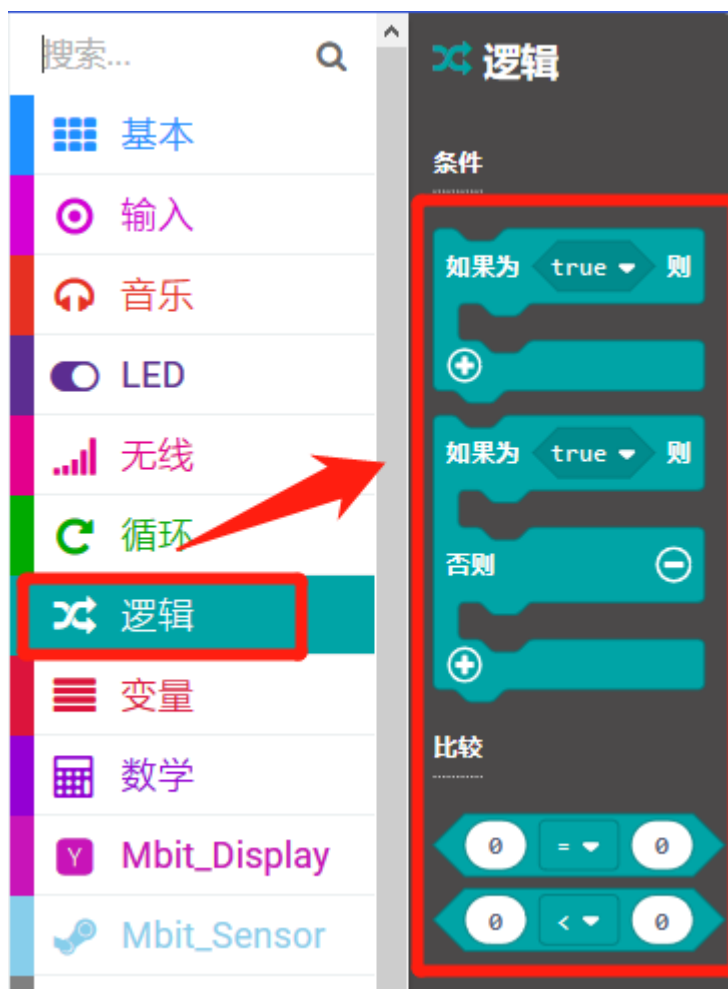 搜索...
基本
输入
音乐
LED
无线
循环
逻辑
变量
数学
Y Mbit_Display
Mbit_Sensor
逻辑
条件
如果为 true 则
如果为 true 则
否则
比较
0 = 0
0 < 0